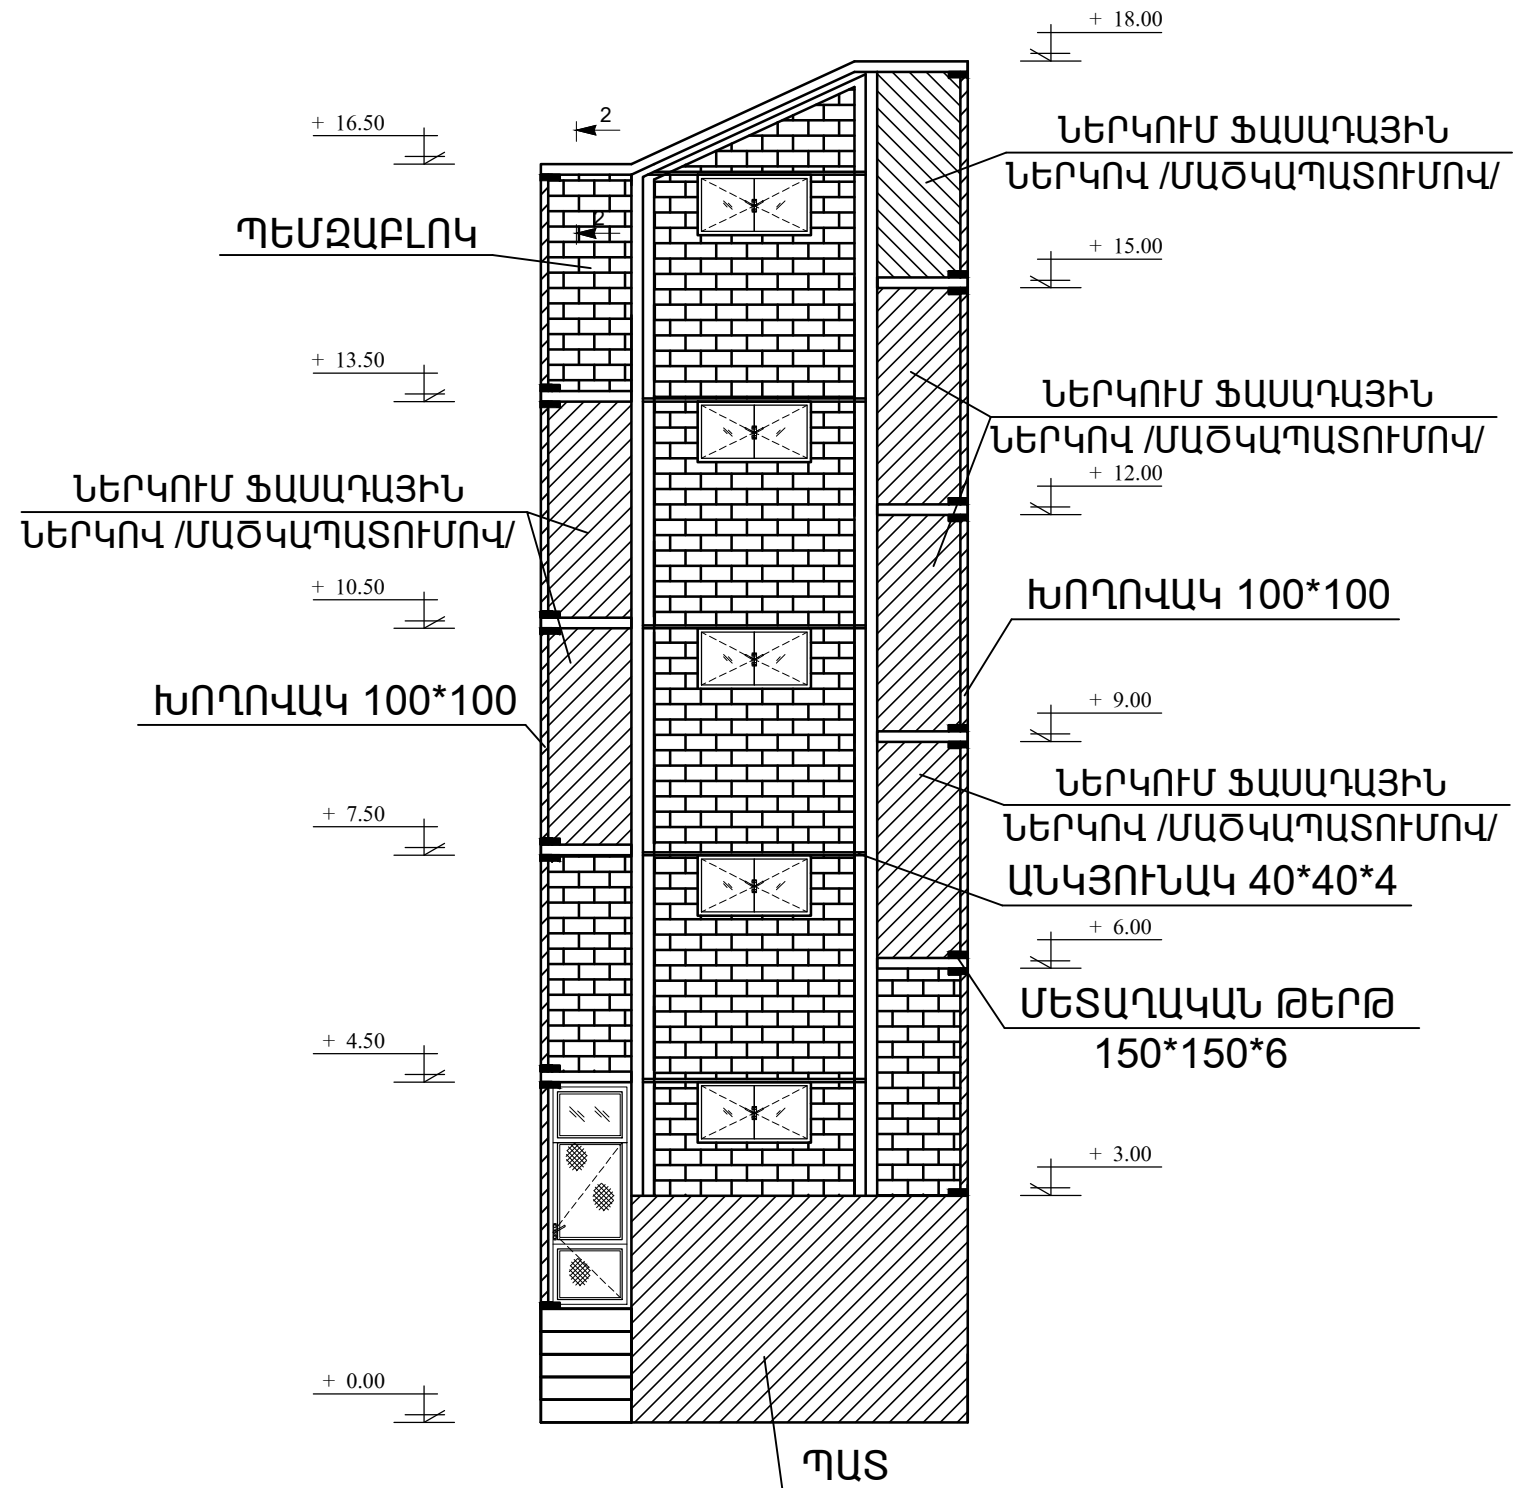 + 18.00
+ 16.50
2
ՆԵՐԿՈՒՄ ՖԱՍԱԴԱՅԻՆ
ՆԵՐԿՈՎ /ՄԱԾԿԱՊԱՏՈՒՄՈՎ/
2
ՊԵՄԶԱԲԼՈԿ
+ 15.00
+ 13.50
ՆԵՐԿՈՒՄ ՖԱՍԱԴԱՅԻՆ
ՆԵՐԿՈՎ /ՄԱԾԿԱՊԱՏՈՒՄՈՎ/
+ 12.00
ՆԵՐԿՈՒՄ ՖԱՍԱԴԱՅԻՆ
ՆԵՐԿՈՎ /ՄԱԾԿԱՊԱՏՈՒՄՈՎ/
+ 10.50
ԽՈՂՈՎԱԿ 100*100
ԽՈՂՈՎԱԿ 100*100
+ 9.00
ՆԵՐԿՈՒՄ ՖԱՍԱԴԱՅԻՆ
ՆԵՐԿՈՎ /ՄԱԾԿԱՊԱՏՈՒՄՈՎ/
+ 7.50
ԱՆԿՅՈՒՆԱԿ 40*40*4
+ 6.00
ՄԵՏԱՂԱԿԱՆ ԹԵՐԹ
150*150*6
+ 4.50
+ 3.00
+ 0.00
ՊԱՏ